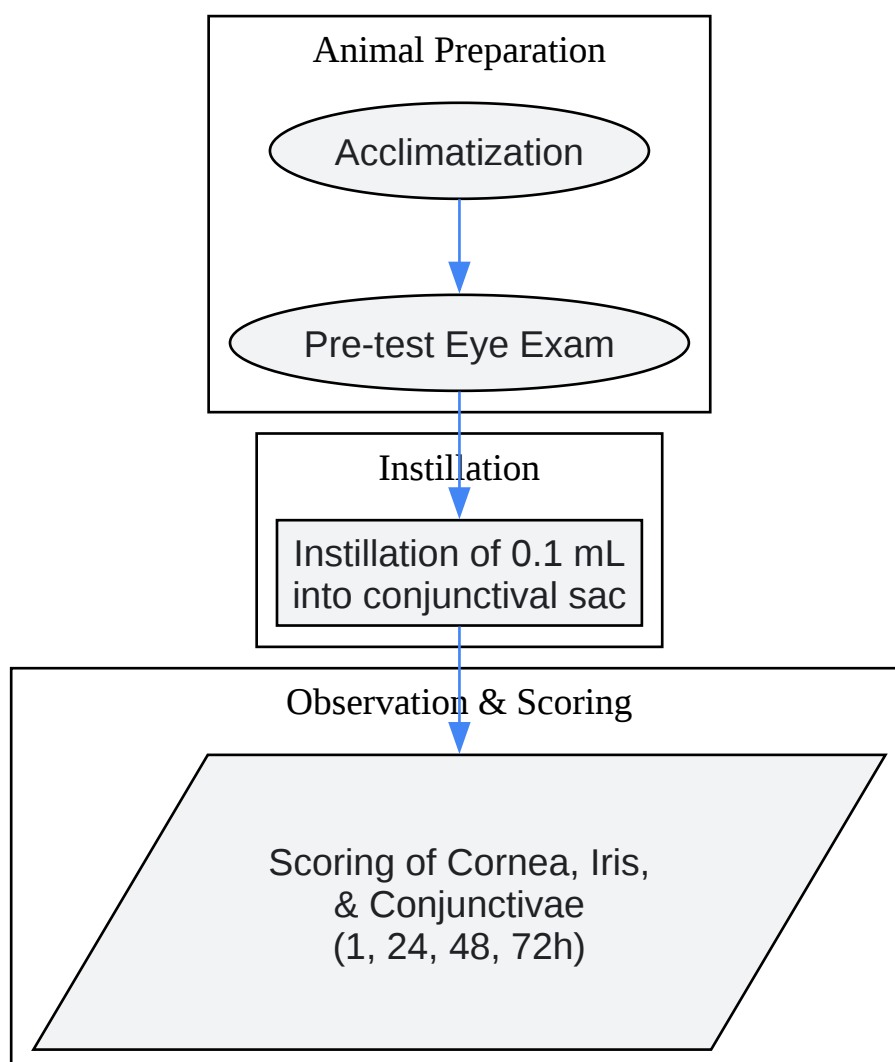 Animal Preparation
Acclimatization
Pre-test Eye Exam
Instillation
Instillation of 0.1 mL
into conjunctival sac
Observation & Scoring
Scoring of Cornea, Iris,
& Conjunctivae
(1, 24, 48, 72h)